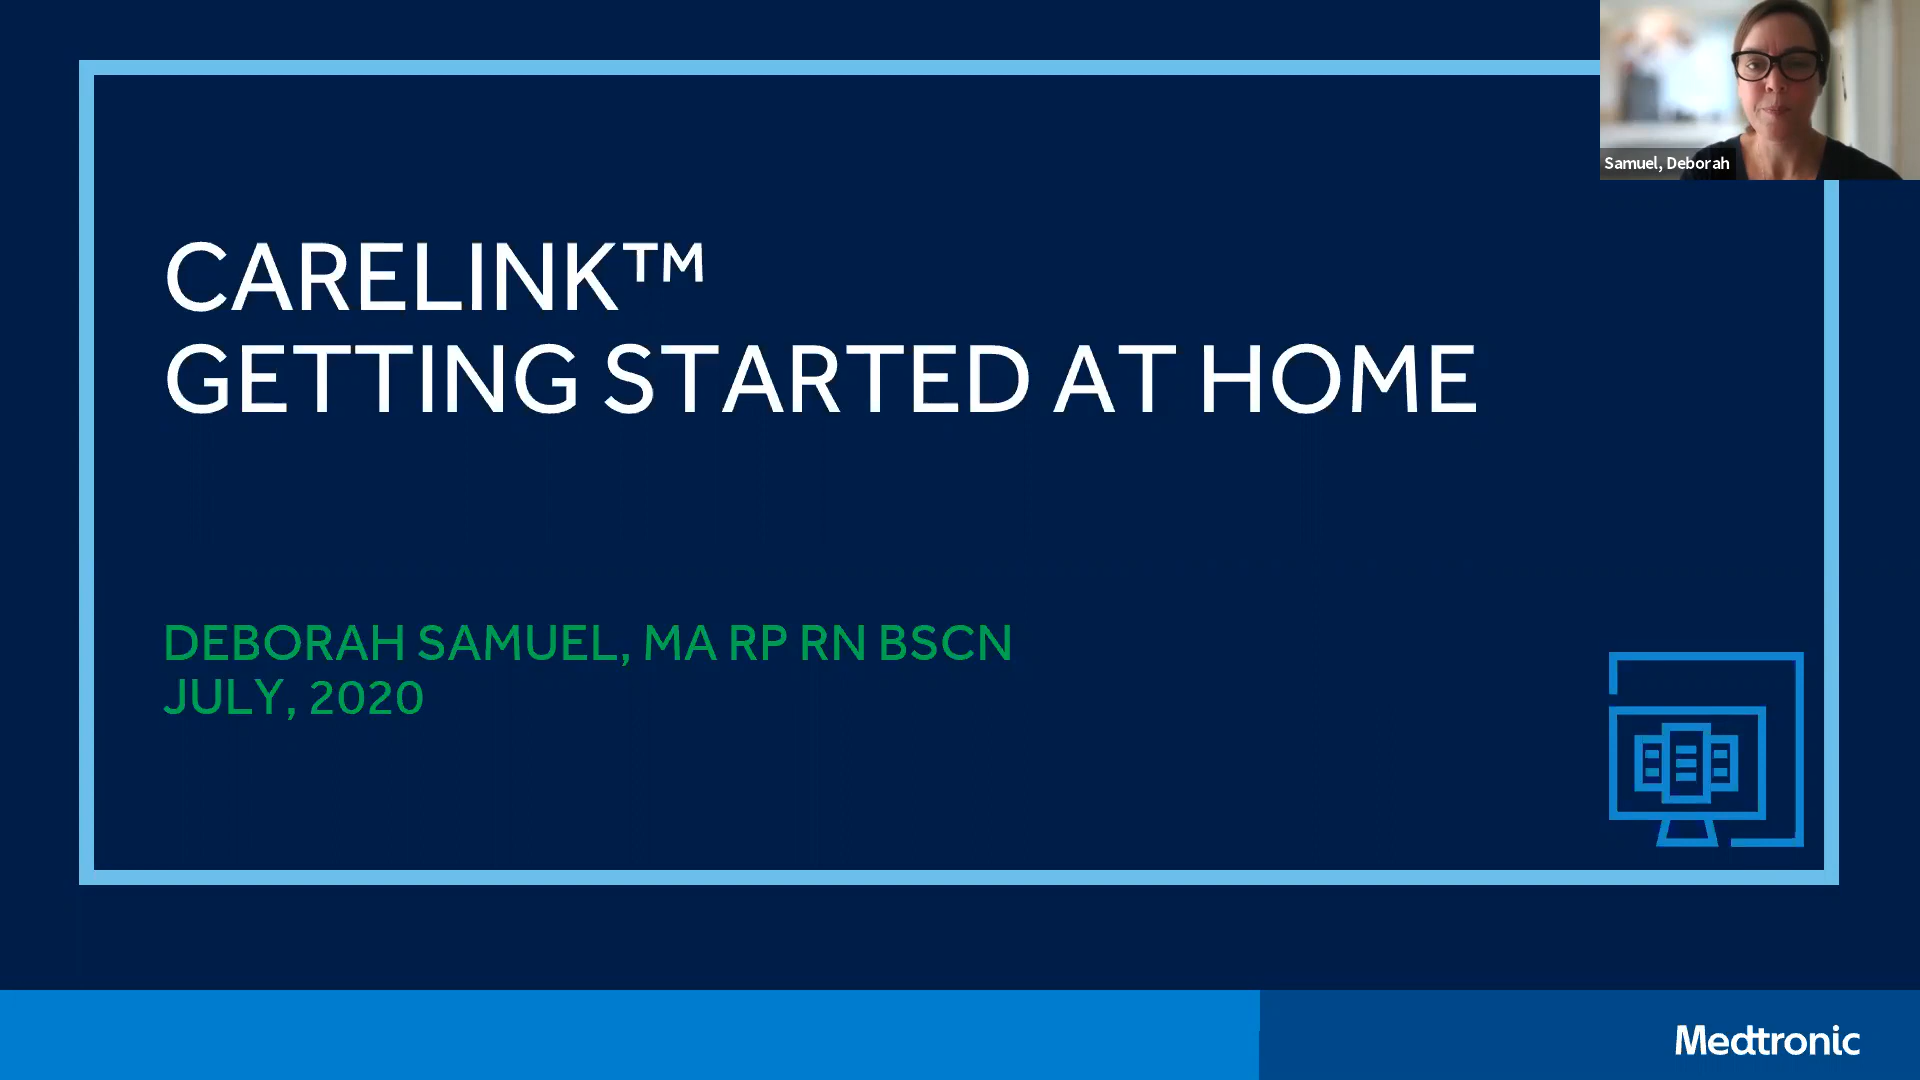 Samuel, Deborah
CARELINK™
GETTING STARTED AT HOME
DEBORAH SAMUEL, MA RP RN BSCN
JULY, 2020
Medtronic